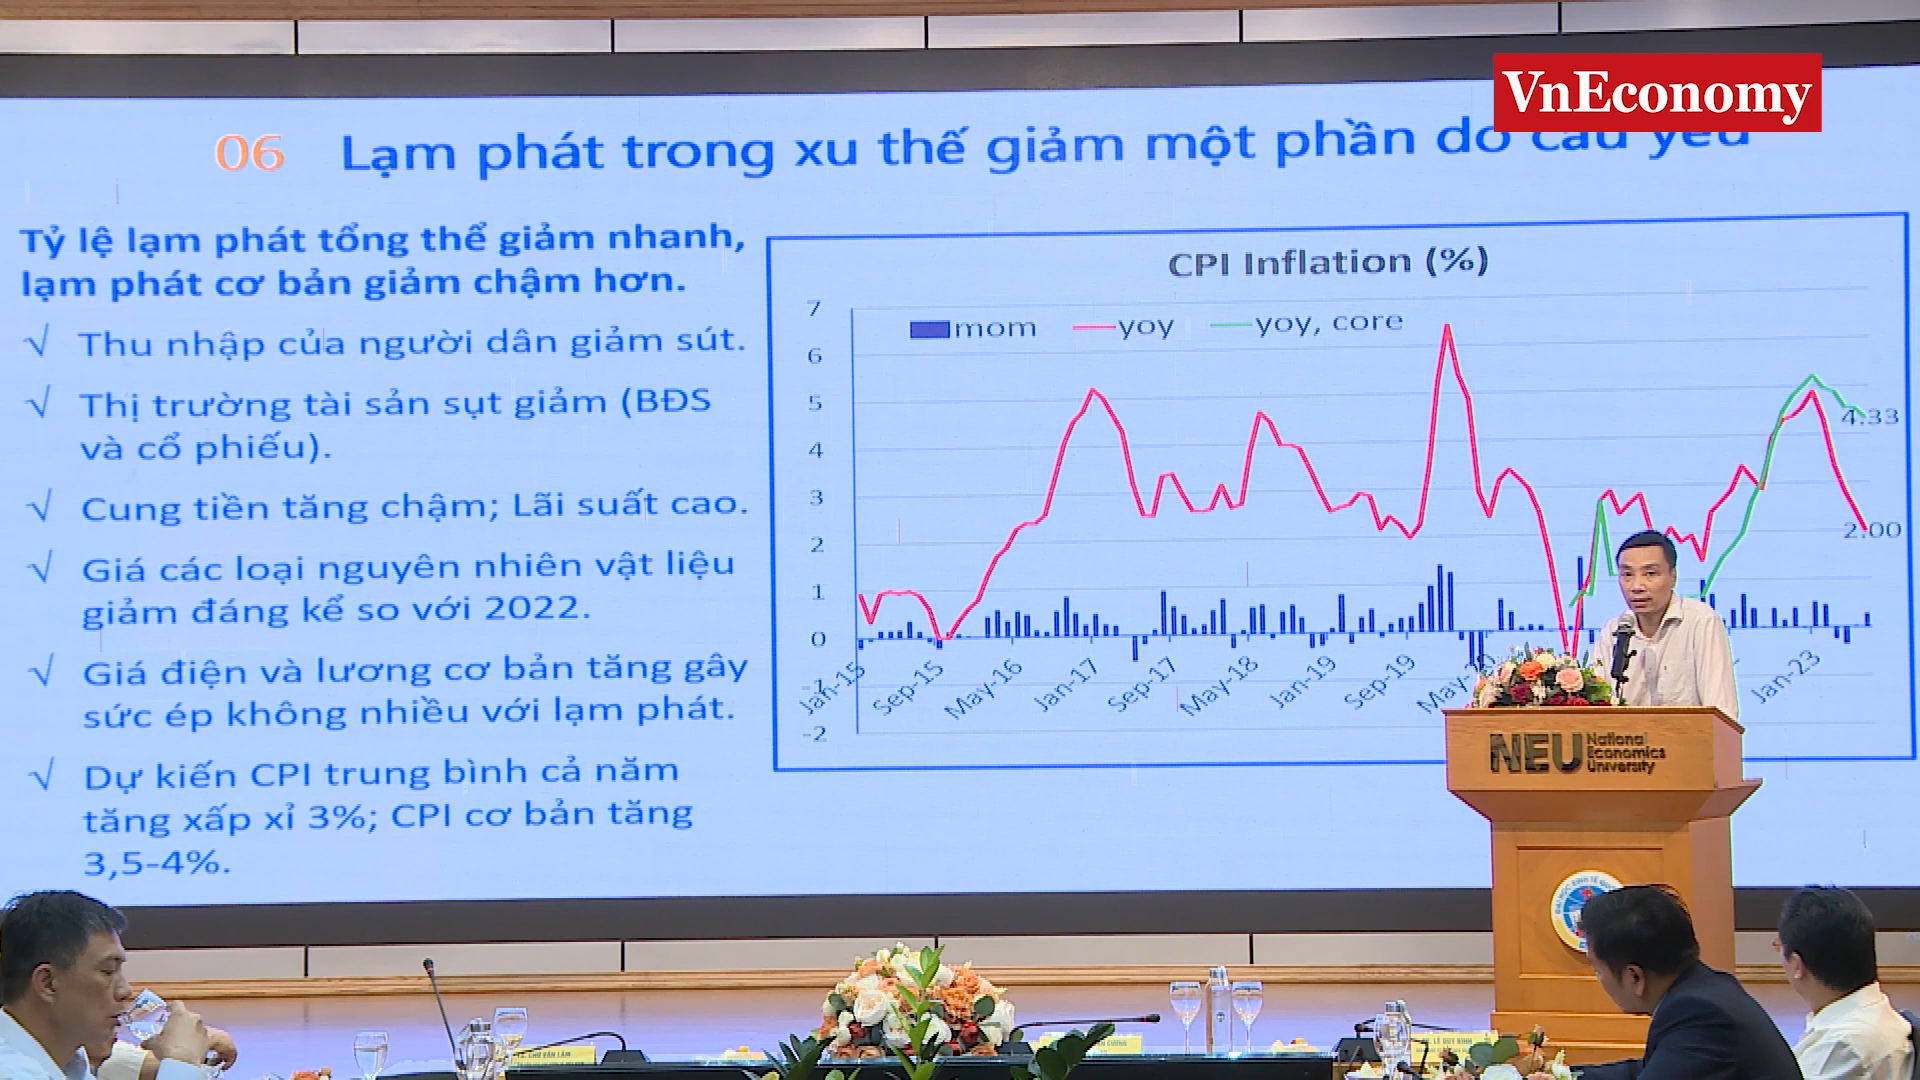 VnEconomy
06 Lạm phát trong xu thế giảm một phần do cầu yếu
Tỷ lệ lạm phát tổng thể giảm nhanh,
lạm phát cơ bản giảm chậm hơn.
√ Thu nhập của người dân giảm sút.
√ Thị trường tài sản sụt giảm (BĐS
và cổ phiếu).
√ Cung tiền tăng chậm; Lãi suất cao.
√ Giá các loại nguyên nhiên vật liệu
giảm đáng kể so với 2022.
√ Giá điện và lương cơ bản tăng gây
sức ép không nhiều với lạm phát.
√ Dự kiến CPI trung bình cả năm
tăng xấp xỉ 3%; CPI cơ bản tăng
3,5-4%.
CPI Inflation (%)
mom yoy yoy, core
7
6
5
4
3
2
1
0
-1
-2
4.33
2.00
Jan-15 Sep-15 May-16 Jan-17 Sep-17 May-18 Jan-19 Sep-19 May-20 Jan-23
NEU National
Economics
University